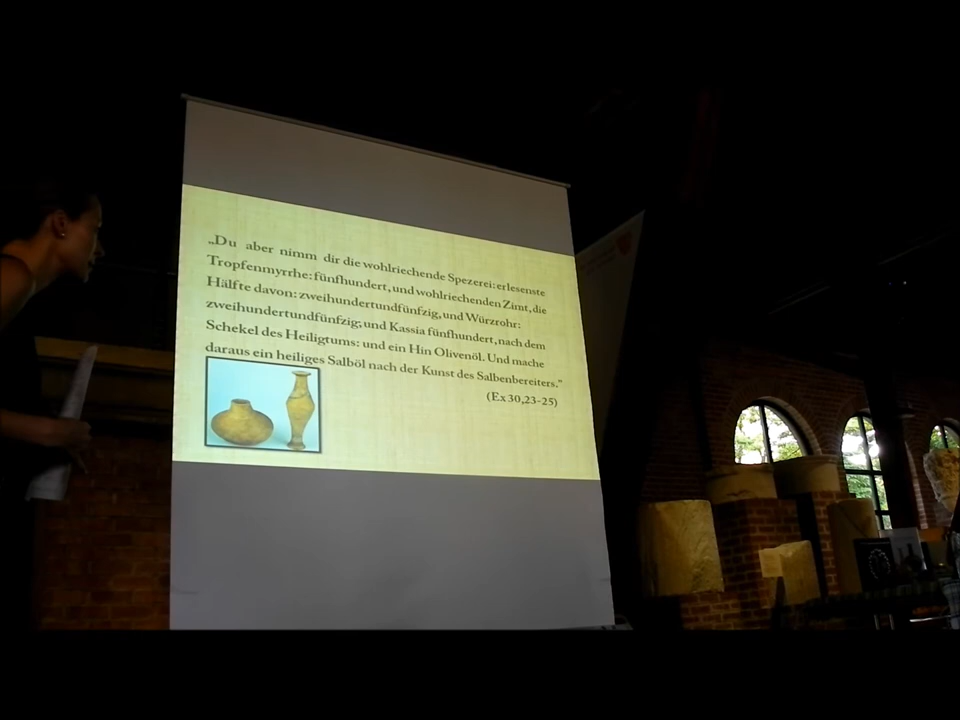 „Du aber nimm dir die wohlriechende Spezerei: erlesenste
Tropfenmyrrhe: fünfhundert, und wohlriechenden Zimt, die
Hälfte davon: zweihundertundfünfzig, und Würzrohr:
zweihundertundfünfzig, und Kassia fünfhundert, nach dem
Schekel des Heiligtums: und ein Hin Olivenöl. Und mache
daraus ein heiliges Salböl nach der Kunst des Salbenbereiters."
(Ex 30,23-25)